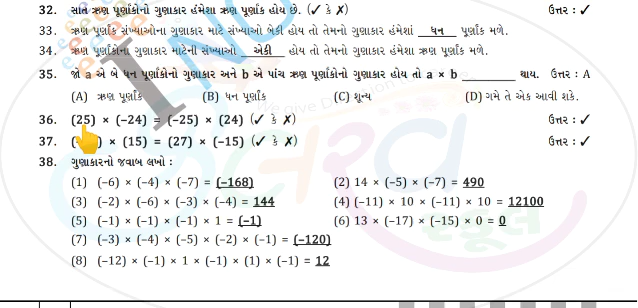 32. સાત ઋણ પૂર્ણાંકોનો ગુણાકાર હંમેશા ઋણ પૂર્ણાંક હોય છે. (✓ કે ✗) ઉત્તર : ✓
33. ઋણ પૂર્ણાંક સંખ્યાઓના ગુણાકાર માટે સંખ્યાઓ બેકી હોય તો તેમનો ગુણાકાર હંમેશાં ધન પૂર્ણાંક મળે.
34. ઋણ પૂર્ણાંકોના ગુણાકાર માટેની સંખ્યાઓ એકી હોય તો તેમનો ગુણાકાર હંમેશા ઋણ પૂર્ણાંક મળે.
35. જો a એ બે ધન પૂર્ણાંકોનો ગુણાકાર અને b એ પાંચ ઋણ પૂર્ણાંકોનો ગુણાકાર હોય તો a × b ________ થાય. ઉત્તર : A
(A) ઋણ પૂર્ણાંક (B) ધન પૂર્ણાંક (C) શૂન્ય (D) ગમે તે એક આવી શકે.
36. (25) × (−24) = (−25) × (24) (✓ કે ✗) ઉત્તર : ✓
37. × (15) = (27) × (−15) (✓ કે ✗) ઉત્તર : ✓
38. ગુણાકારનો જવાબ લખો :
(1) (−6) × (−4) × (−7) = (−168) (2) 14 × (−5) × (−7) = 490
(3) (−2) × (−6) × (−3) × (−4) = 144 (4) (−11) × 10 × (−11) × 10 = 12100
(5) (−1) × (−1) × (−1) × 1 = (−1) (6) 13 × (−17) × (−15) × 0 = 0
(7) (−3) × (−4) × (−5) × (−2) × (−1) = (−120)
(8) (−12) × (−1) × 1 × (−1) × (1) × (−1) = 12